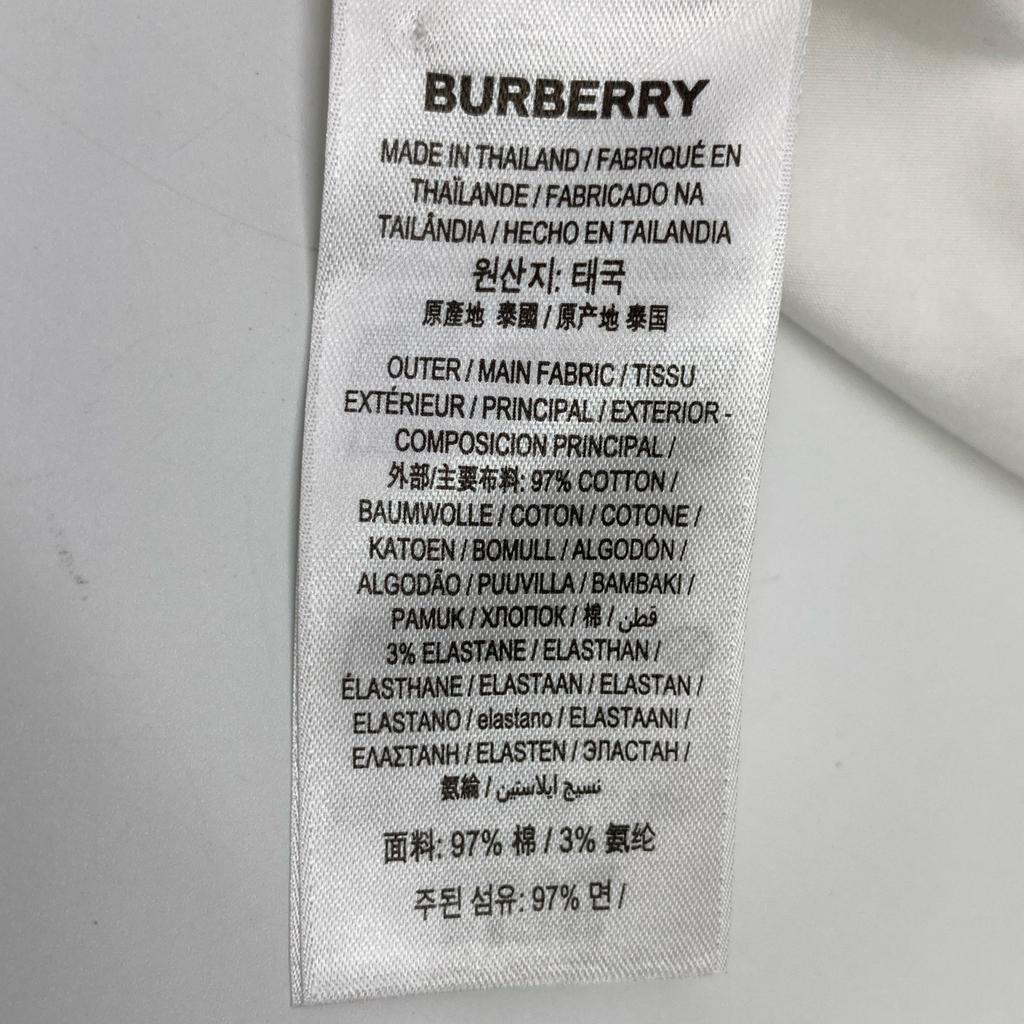 BURBERRY
MADE IN THAILAND / FABRIQUÉ EN
THAÏLANDE / FABRICADO NA
TAILÂNDIA / HECHO EN TAILANDIA
원산지: 태국
原產地 泰國 / 原产地 泰国
OUTER / MAIN FABRIC / TISSU
EXTÉRIEUR / PRINCIPAL / EXTERIOR -
COMPOSICION PRINCIPAL /
外部/主要布料: 97% COTTON /
BAUMWOLLE / COTON / COTONE /
KATOEN / BOMULL / ALGODÓN /
ALGODÃO / PUUVILLA / BAMBAKI /
PAMUK / ХЛОПОК / 棉 / قطن
3% ELASTANE / ELASTHAN /
ÉLASTHANE / ELASTAAN / ELASTAN /
ELASTANO / elastano / ELASTAANI /
ΕΛΑΣΤΑΝΗ / ELASTEN / ЭПАСТАН /
氨綸 / نسيج ايلاستين
面料: 97% 棉 / 3% 氨纶
주된 섬유: 97% 면 /